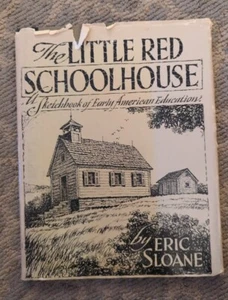 The LITTLE RED
SCHOOLHOUSE
A Sketchbook of Early American Education
by ERIC
SLOANE